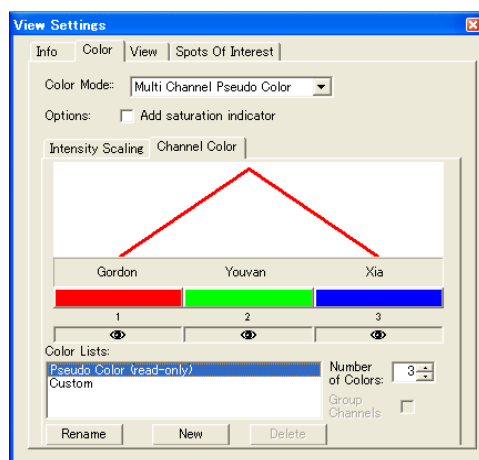 View Settings
Info Color View Spots Of Interest
Color Mode:: Multi Channel Pseudo Color
Options: Add saturation indicator
Intensity Scaling Channel Color
Gordon Youvan Xia
1 2 3
Color Lists:
Pseudo Color (read-only)
Custom
Number of Colors: 3
Group Channels
Rename New Delete